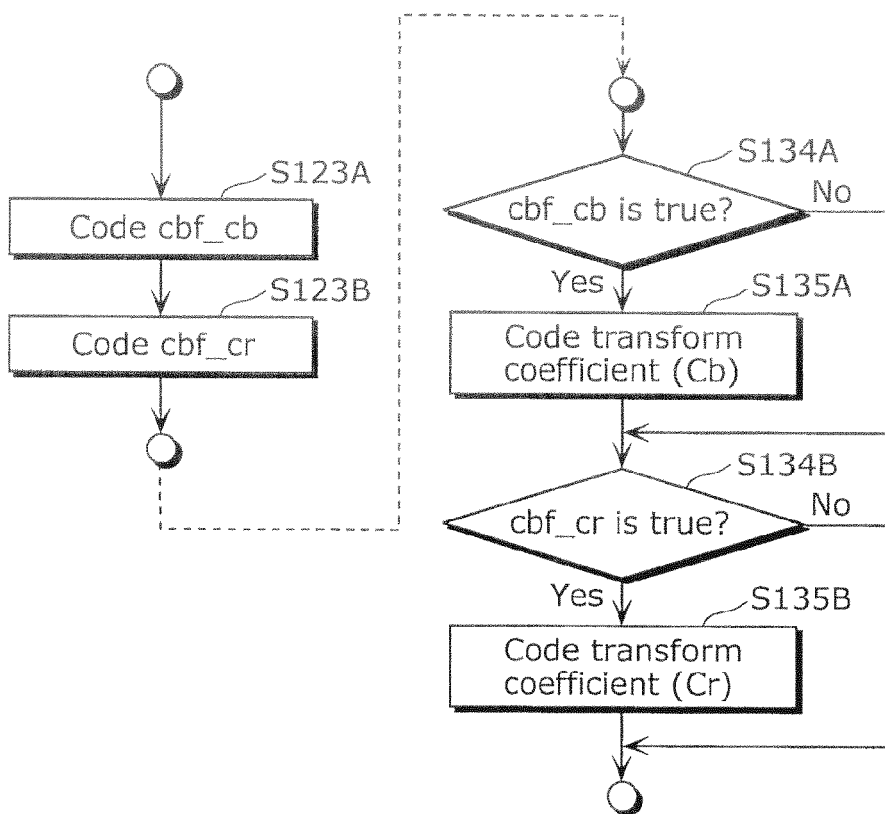 S123A
Code cbf_cb
S123B
Code cbf_cr
S134A
cbf_cb is true?
No
Yes
S135A
Code transform
coefficient (Cb)
S134B
cbf_cr is true?
No
Yes
S135B
Code transform
coefficient (Cr)